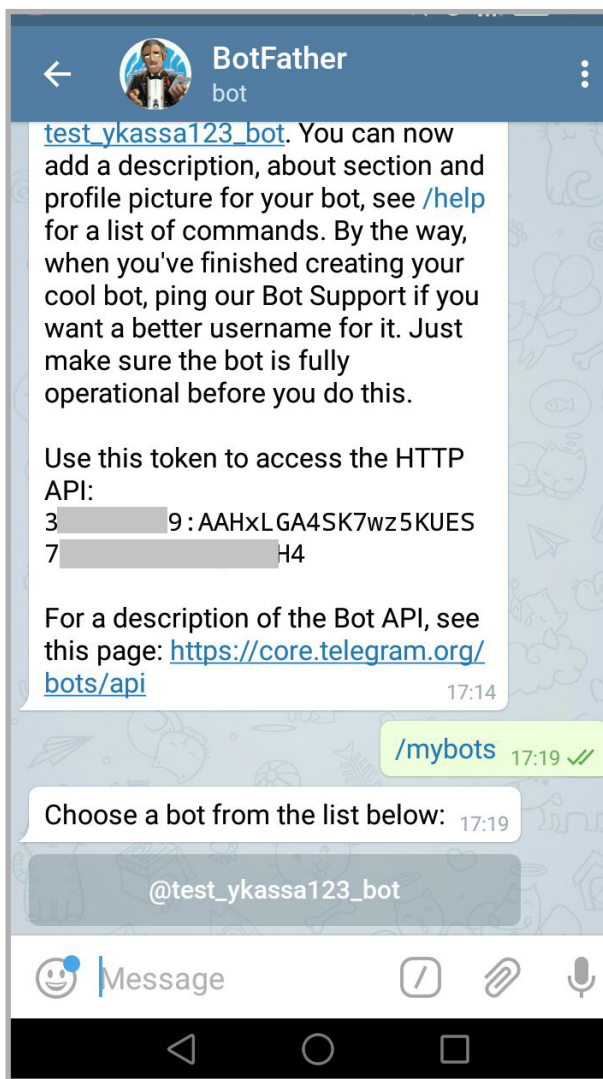 BotFather
bot
test_ykassa123_bot. You can now
add a description, about section and
profile picture for your bot, see /help
for a list of commands. By the way,
when you've finished creating your
cool bot, ping our Bot Support if you
want a better username for it. Just
make sure the bot is fully
operational before you do this.
Use this token to access the HTTP
API:
3 9:AAHxLGA4SK7wz5KUES
7 H4
For a description of the Bot API, see
this page: https://core.telegram.org/
bots/api
17:14
/mybots 17:19
Choose a bot from the list below: 17:19
@test_ykassa123_bot
Message